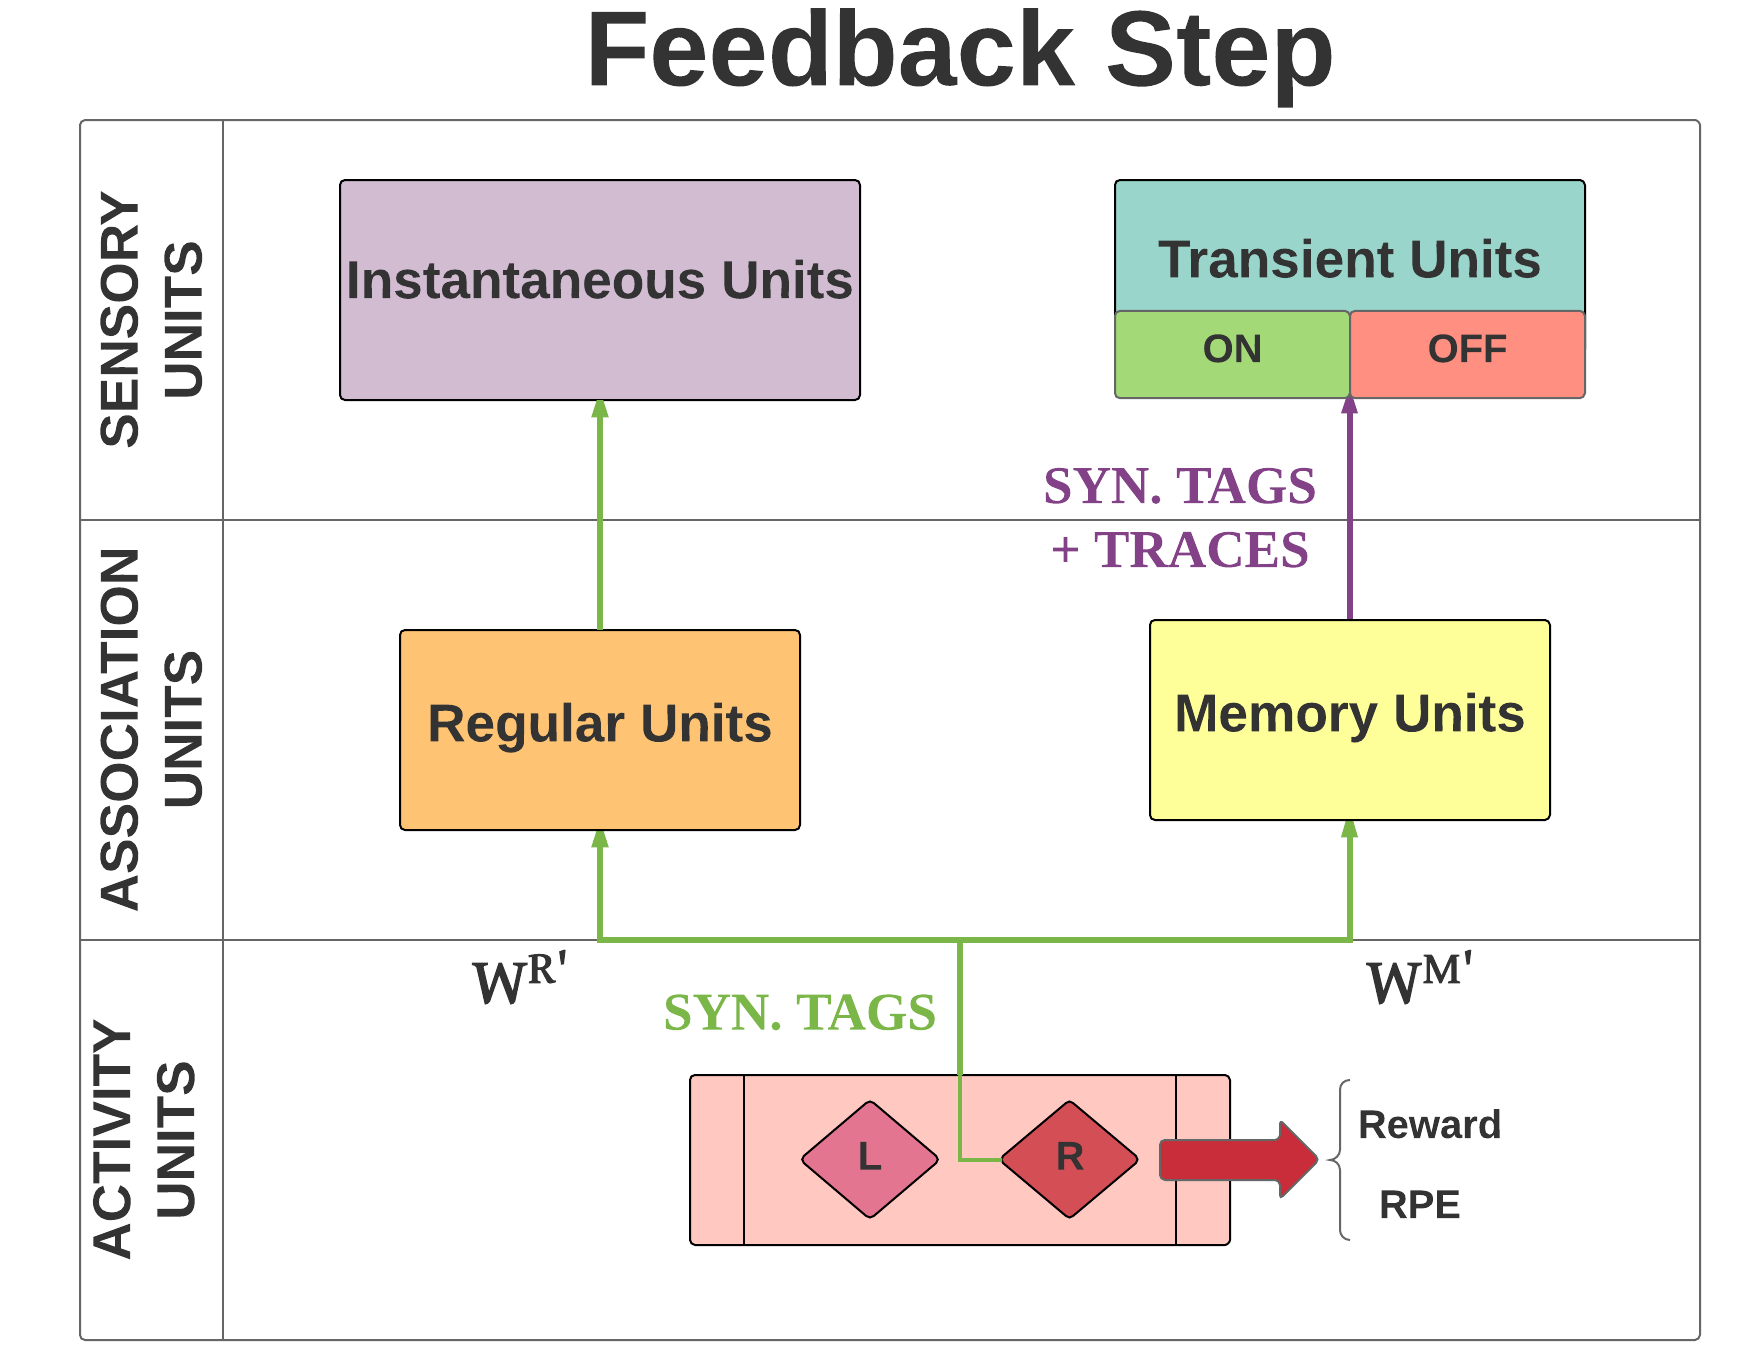 Feedback Step
SENSORY
UNITS
Instantaneous Units
Transient Units
ON
OFF
SYN. TAGS
+ TRACES
ASSOCIATION
UNITS
Regular Units
Memory Units
ACTIVITY
UNITS
W^R'
W^M'
SYN. TAGS
L
R
Reward
RPE